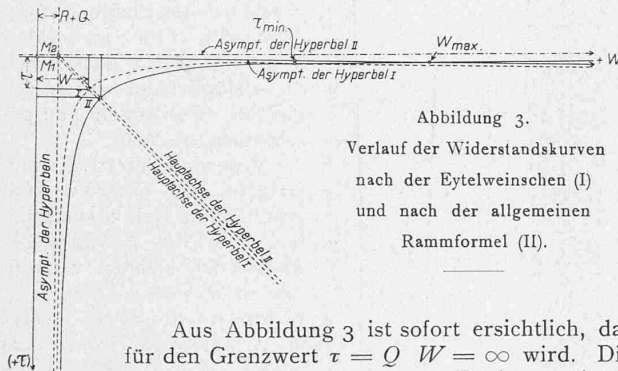 R+Q
τmin.
M2
Asympt. der Hyperbel II
Wmax.
+ W
τ
M1
W
Asympt. der Hyperbel I
I
II
Asympt. der Hyperbeln
Hauptachse der Hyperbel II
Hauptachse der Hyperbel I
(+τ)
Abbildung 3.
Verlauf der Widerstandskurven
nach der Eytelweinschen (I)
und nach der allgemeinen
Rammformel (II).
Aus Abbildung 3 ist sofort ersichtlich, da
für den Grenzwert τ = Q W = ∞ wird. Di